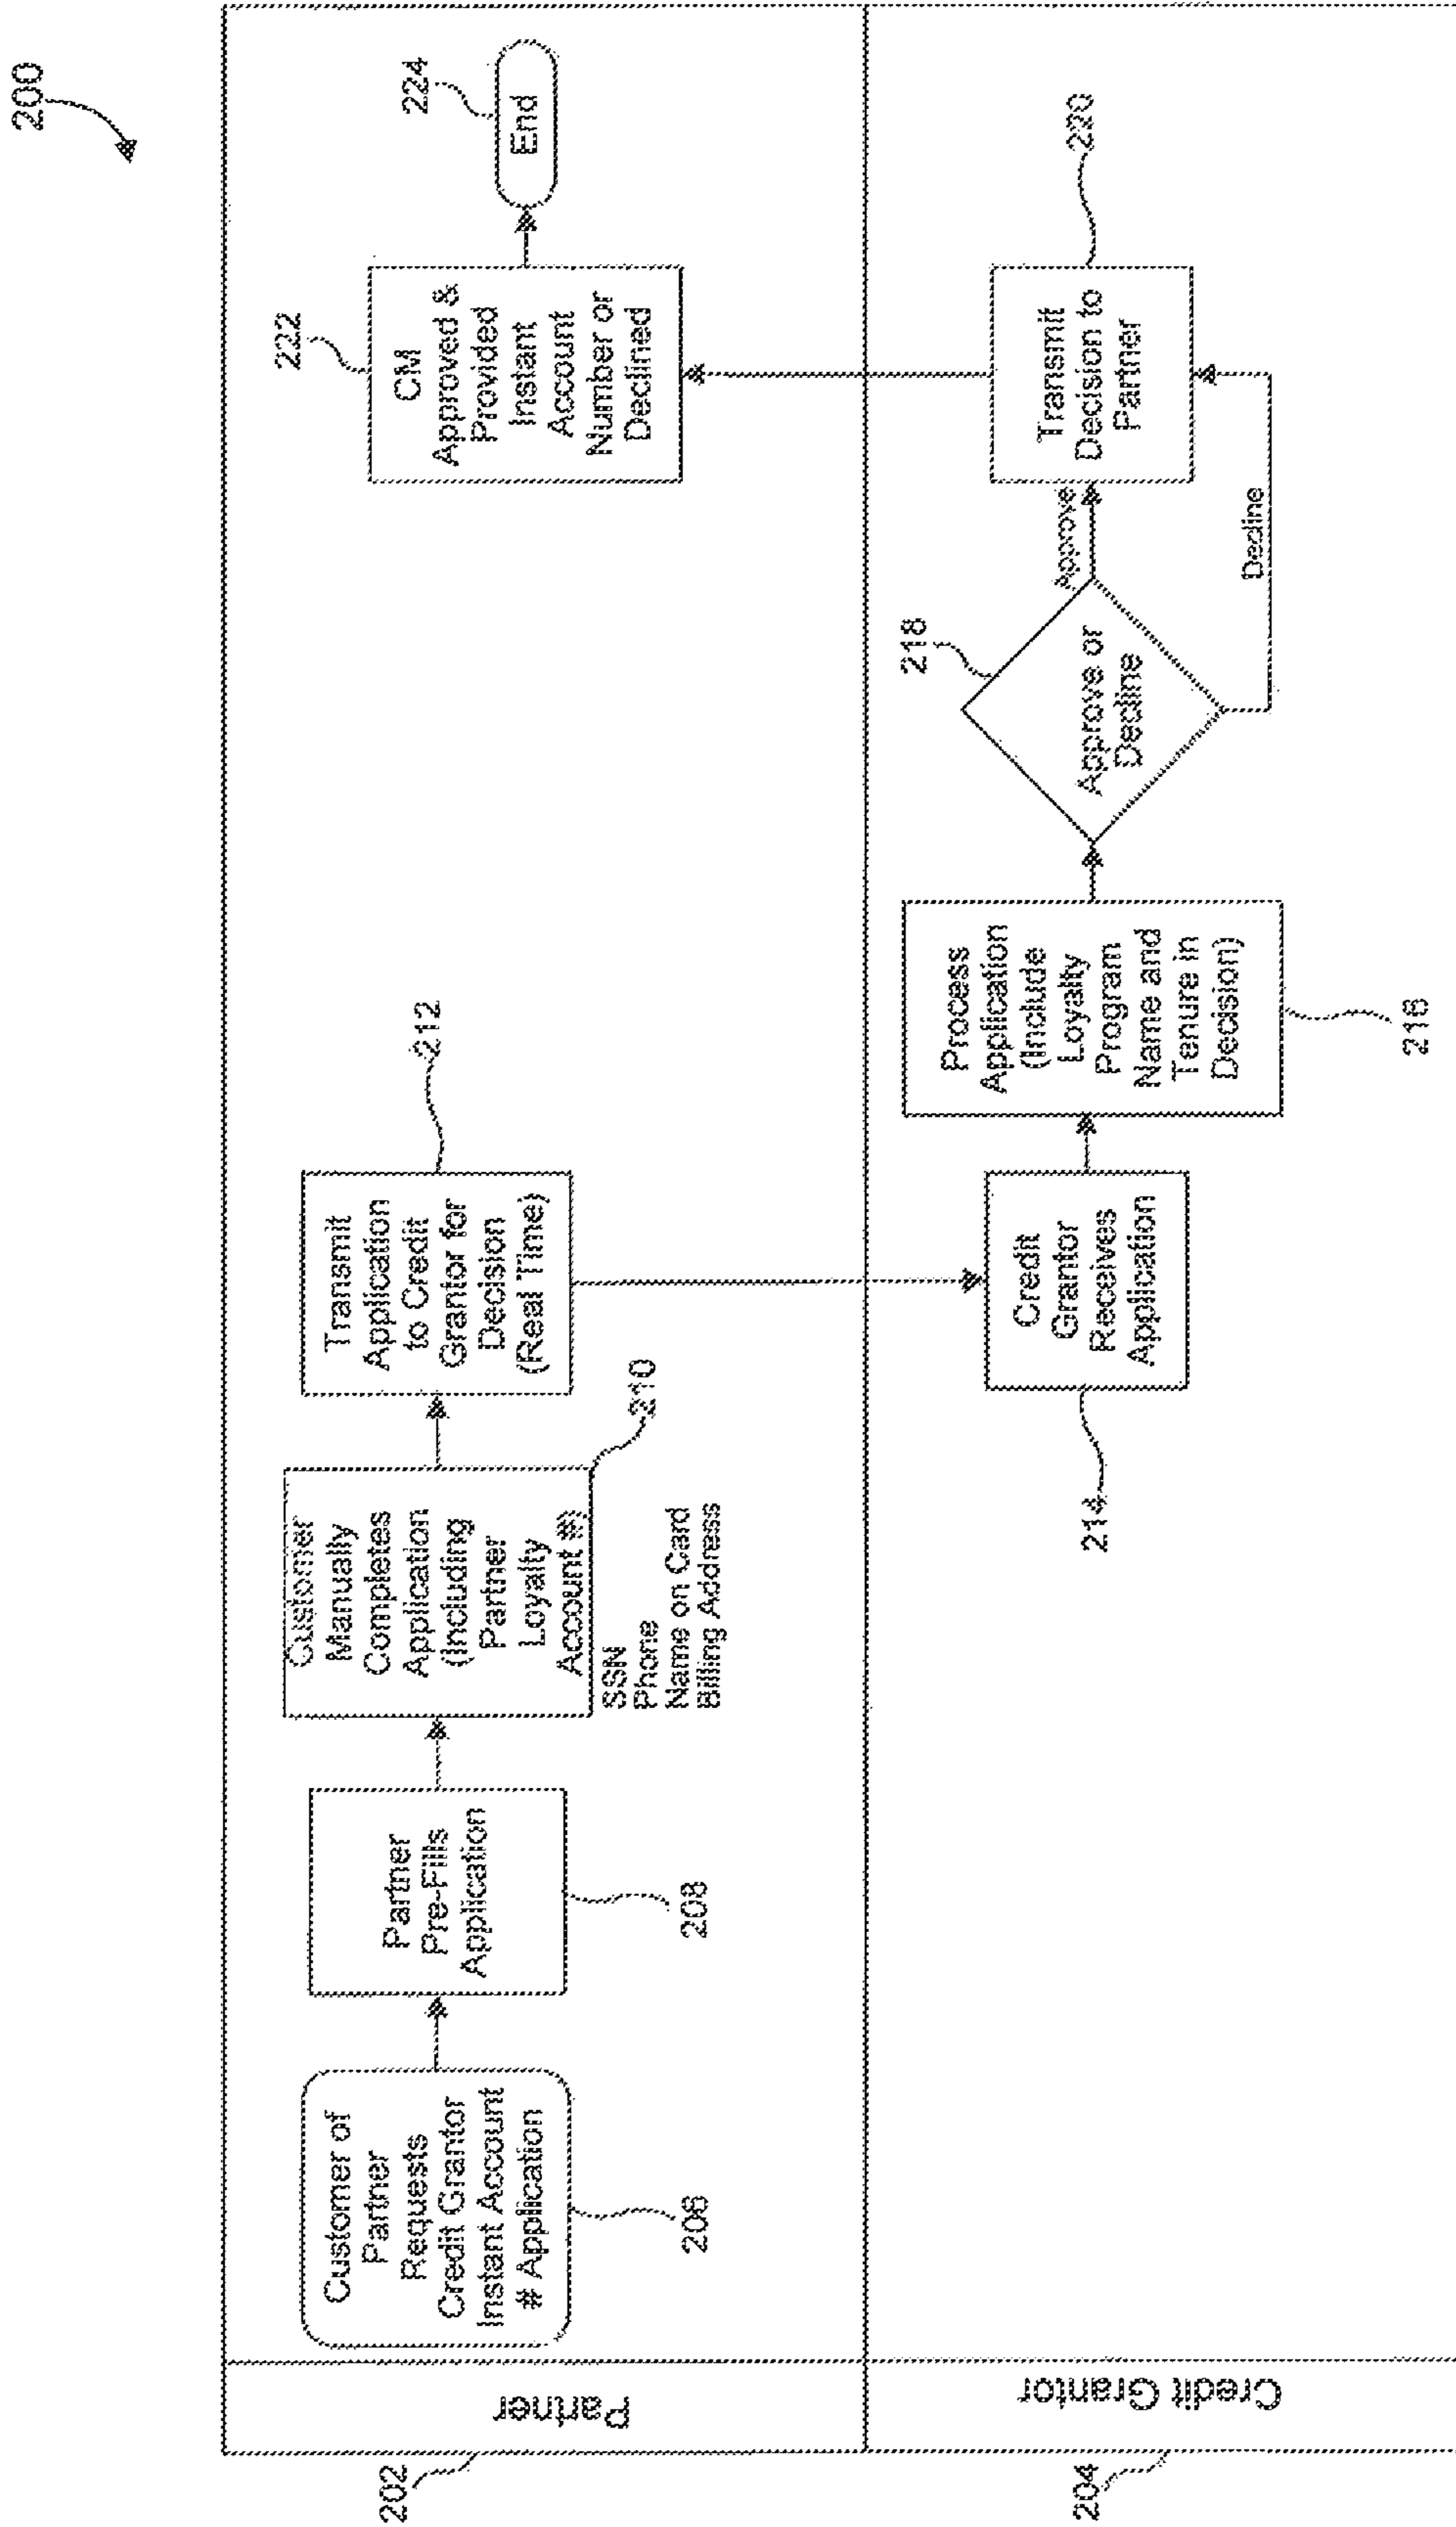 200
202
Partner
Customer of
Partner
Requests
Credit Grantor
Instant Account
# Application
206
Partner
Pre-Fills
Application
208
Customer
Manually
Completes
Application
(Including
Partner
Loyalty
Account #)
210
SSN
Phone
Name on Card
Billing Address
Transmit
Application
to Credit
Grantor for
Decision
(Real Time)
212
CM
Approved &
Provided
Instant
Account
Number or
Declined
222
End
224
204
Credit Grantor
Credit
Grantor
Receives
Application
214
Process
Application
(Include
Loyalty
Program
Name and
Tenure in
Decision)
216
Approve or
Decline
218
Approve
Decline
Transmit
Decision to
Partner
220